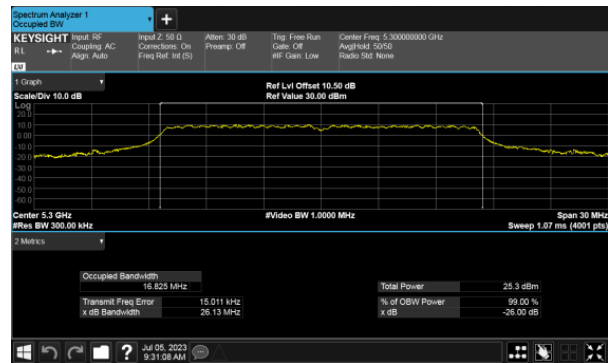 Spectrum Analyzer 1
Occupied BW
KEYSIGHT
RL
Input: RF
Coupling: AC
Align: Auto
Input Z: 50 Ω
Corrections: On
Freq Ref: Int (S)
Atten: 30 dB
Preamp: Off
Trig: Free Run
Gate: Off
#IF Gain: Low
Center Freq: 5.300000000 GHz
Avg|Hold: 50/50
Radio Std: None
1 Graph
Scale/Div 10.0 dB
Ref Lvl Offset 10.50 dB
Ref Value 30.00 dBm
Log
20.0
10.0
0.00
-10.0
-20.0
-30.0
-40.0
-50.0
-60.0
Center 5.3 GHz
#Res BW 300.00 kHz
#Video BW 1.0000 MHz
Span 30 MHz
Sweep 1.07 ms (4001 pts)
2 Metrics
Occupied Bandwidth
16.825 MHz
Total Power 25.3 dBm
Transmit Freq Error 15.011 kHz
% of OBW Power 99.00 %
x dB Bandwidth 26.13 MHz
x dB -26.00 dB
?
Jul 05, 2023
9:31:08 AM